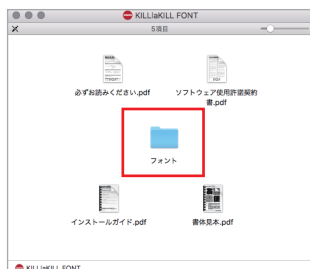 KILLlaKILL FONT
5項目
必ずお読みください.pdf
ソフトウェア使用許諾契約
書.pdf
フォント
インストールガイド.pdf
書体見本.pdf
KILLlaKILL FONT